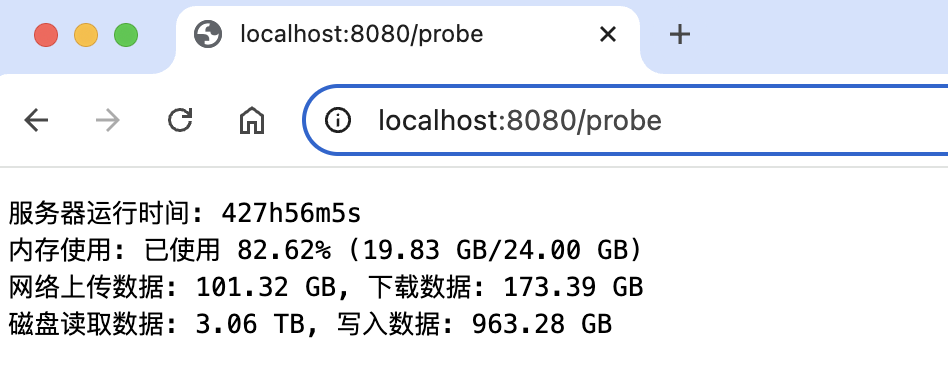 localhost:8080/probe
localhost:8080/probe
服务器运行时间: 427h56m5s
内存使用: 已使用 82.62% (19.83 GB/24.00 GB)
网络上传数据: 101.32 GB, 下载数据: 173.39 GB
磁盘读取数据: 3.06 TB, 写入数据: 963.28 GB